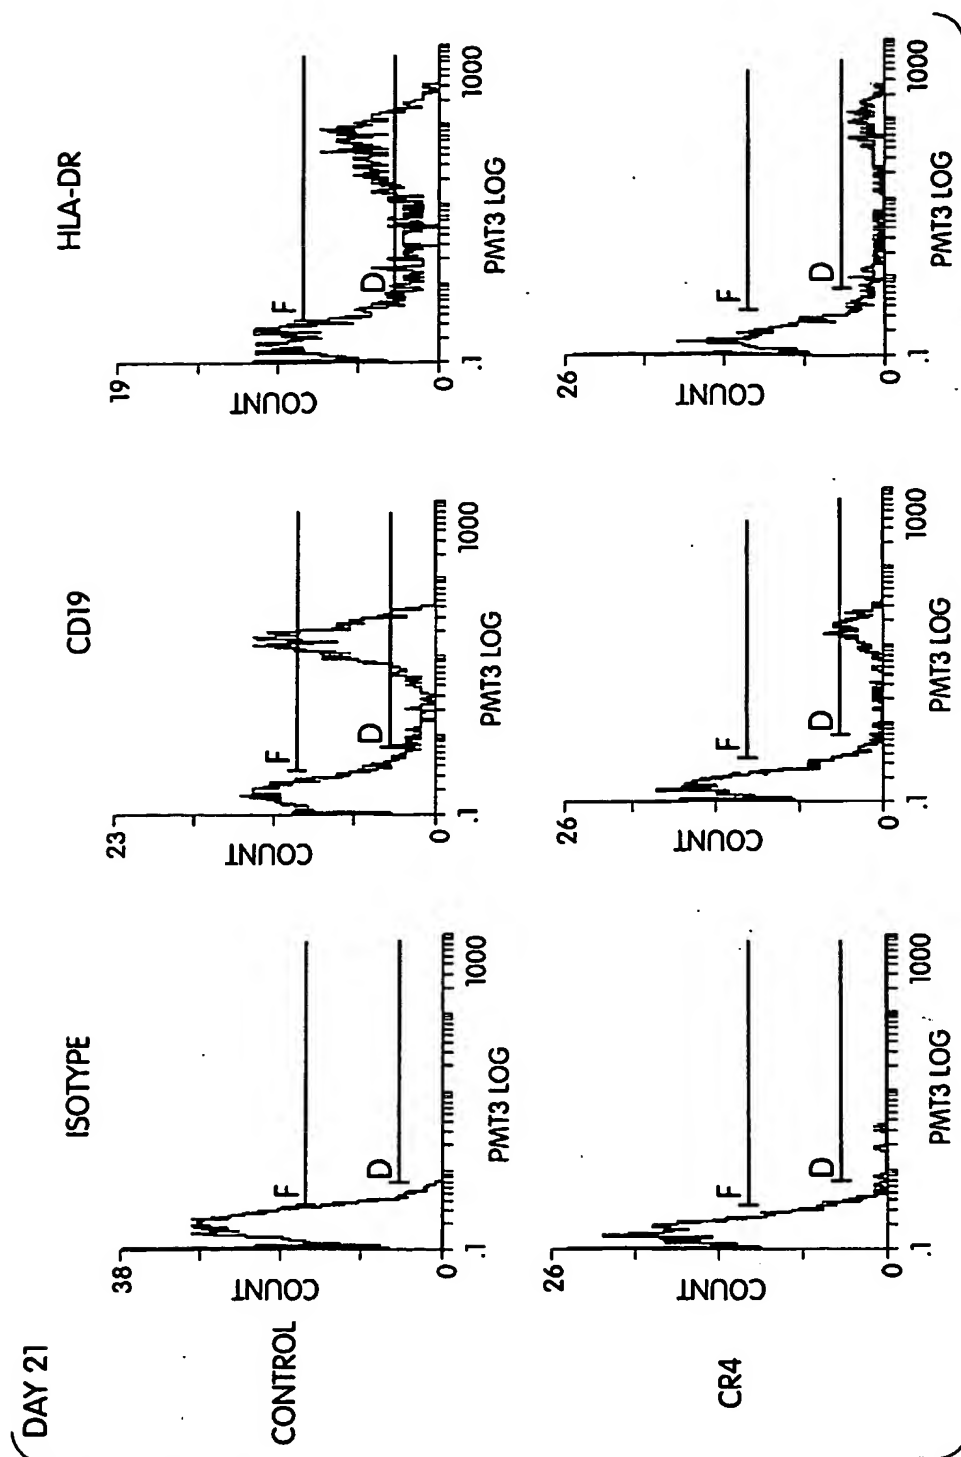 DAY 21
ISOTYPE
CD19
HLA-DR
CONTROL
38
COUNT
0
F
D
.1
1000
PMT3 LOG
23
COUNT
0
F
D
.1
1000
PMT3 LOG
19
COUNT
0
F
D
.1
1000
PMT3 LOG
CR4
26
COUNT
0
F
D
.1
1000
PMT3 LOG
26
COUNT
0
F
D
.1
1000
PMT3 LOG
26
COUNT
0
F
D
.1
1000
PMT3 LOG